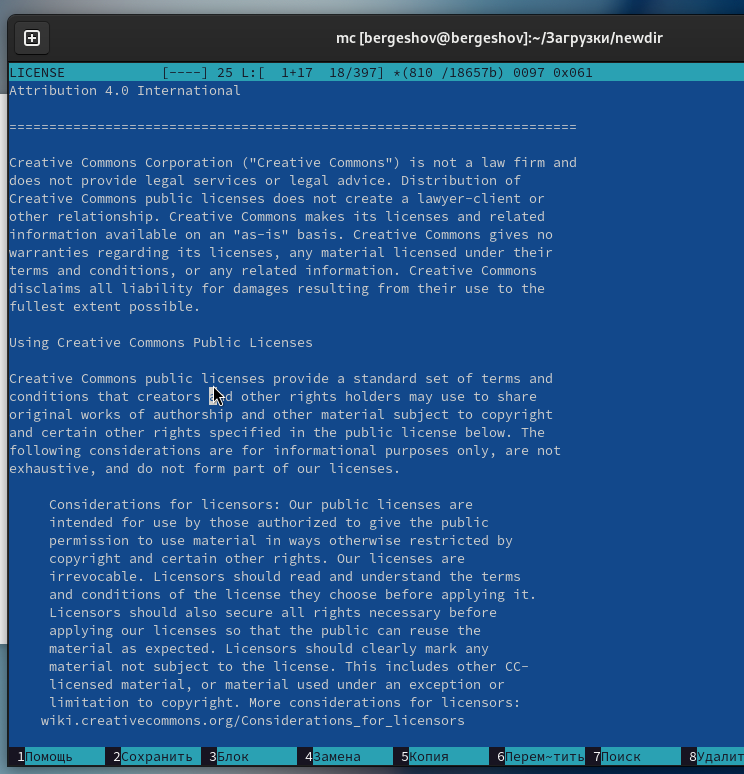 mc [bergeshov@bergeshov]:~/Загрузки/newdir
LICENSE [----] 25 L:[ 1+17 18/397] *(810 /18657b) 0097 0x061
Attribution 4.0 International
=======================================================================
Creative Commons Corporation ("Creative Commons") is not a law firm and
does not provide legal services or legal advice. Distribution of
Creative Commons public licenses does not create a lawyer-client or
other relationship. Creative Commons makes its licenses and related
information available on an "as-is" basis. Creative Commons gives no
warranties regarding its licenses, any material licensed under their
terms and conditions, or any related information. Creative Commons
disclaims all liability for damages resulting from their use to the
fullest extent possible.
Using Creative Commons Public Licenses
Creative Commons public licenses provide a standard set of terms and
conditions that creators and other rights holders may use to share
original works of authorship and other material subject to copyright
and certain other rights specified in the public license below. The
following considerations are for informational purposes only, are not
exhaustive, and do not form part of our licenses.
Considerations for licensors: Our public licenses are
intended for use by those authorized to give the public
permission to use material in ways otherwise restricted by
copyright and certain other rights. Our licenses are
irrevocable. Licensors should read and understand the terms
and conditions of the license they choose before applying it.
Licensors should also secure all rights necessary before
applying our licenses so that the public can reuse the
material as expected. Licensors should clearly mark any
material not subject to the license. This includes other CC-
licensed material, or material used under an exception or
limitation to copyright. More considerations for licensors:
wiki.creativecommons.org/Considerations_for_licensors
1Помощь 2Сохранить 3Блок 4Замена 5Копия 6Перем~тить 7Поиск 8Удалит